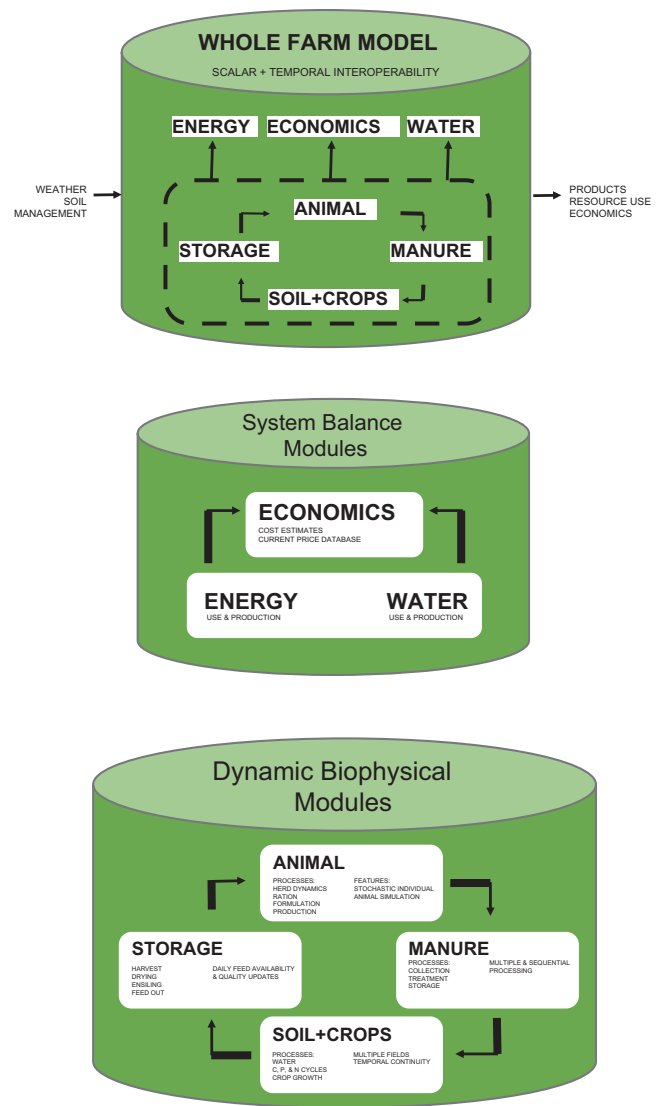 WHOLE FARM MODEL
SCALAR + TEMPORAL INTEROPERABILITY
ENERGY
ECONOMICS
WATER
WEATHER
SOIL
MANAGEMENT
PRODUCTS
RESOURCE USE
ECONOMICS
ANIMAL
STORAGE
MANURE
SOIL+CROPS
System Balance
Modules
ECONOMICS
COST ESTIMATES
CURRENT PRICE DATABASE
ENERGY
USE & PRODUCTION
WATER
USE & PRODUCTION
Dynamic Biophysical
Modules
ANIMAL
PROCESSES:
HERD DYNAMICS
RATION
FORMULATION
PRODUCTION
FEATURES:
STOCHASTIC INDIVIDUAL
ANIMAL SIMULATION
STORAGE
HARVEST
DRYING
ENSILING
FEED OUT
DAILY FEED AVAILABILITY
& QUALITY UPDATES
MANURE
PROCESSES:
COLLECTION
TREATMENT
STORAGE
MULTIPLE & SEQUENTIAL
PROCESSING
SOIL+CROPS
PROCESSES:
WATER
C, P, & N CYCLES
CROP GROWTH
MULTIPLE FIELDS
TEMPORAL CONTINUITY